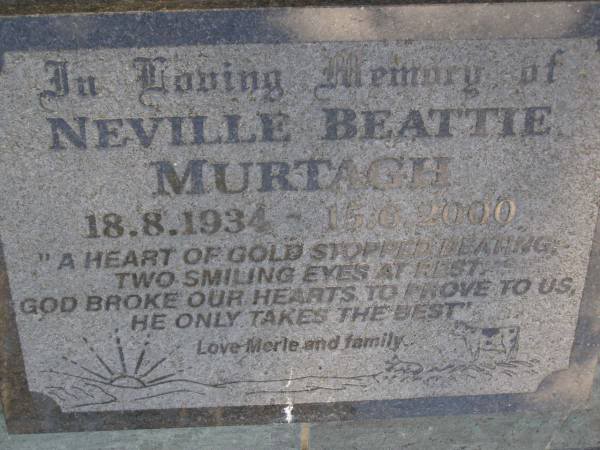 In Loving Memory of
NEVILLE BEATTIE
MURTAGH
18.8.1934 - 15.6.2000
" A HEART OF GOLD STOPPED BEATING,
TWO SMILING EYES AT REST.
GOD BROKE OUR HEARTS TO PROVE TO US,
HE ONLY TAKES THE BEST"
Love Merle and family.